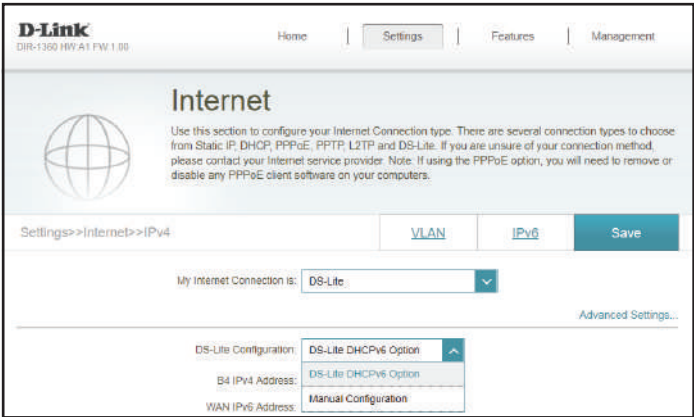 D-Link
DIR-1360 HW:A1 FW:1.00
Home | Settings | Features | Management
Internet
Use this section to configure your Internet Connection type. There are several connection types to choose
from Static IP, DHCP, PPPoE, PPTP, L2TP and DS-Lite. If you are unsure of your connection method,
please contact your Internet service provider. Note: If using the PPPoE option, you will need to remove or
disable any PPPoE client software on your computers.
Settings>>Internet>>IPv4
VLAN
IPv6
Save
My Internet Connection is: DS-Lite
Advanced Settings...
DS-Lite Configuration: DS-Lite DHCPv6 Option
DS-Lite DHCPv6 Option
B4 IPv4 Address:
Manual Configuration
WAN IPv6 Address: